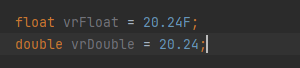 float vrFloat = 20.24F;
double vrDouble = 20.24;